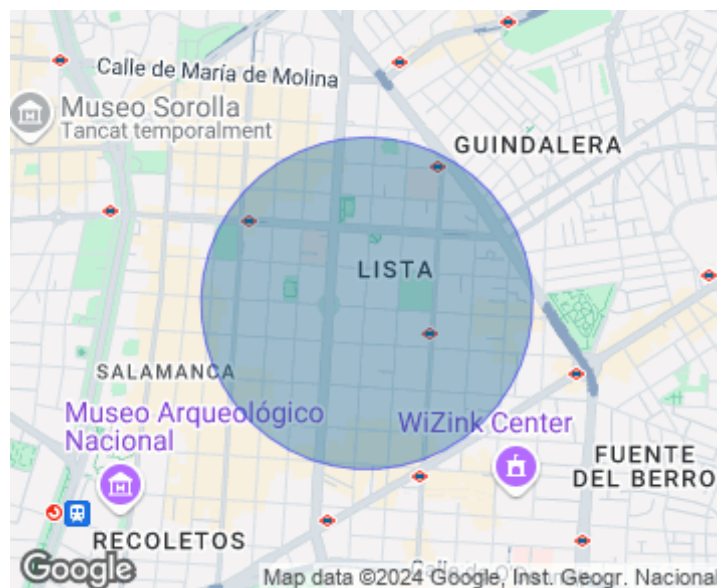 Calle de María de Molina
Museo Sorolla
Tancat temporalment
GUINDALERA
LISTA
SALAMANCA
Museo Arqueológico
Nacional
WiZink Center
FUENTE
DEL BERRO
RECOLETOS
Google
Map data ©2024 Google, Inst. Geogr. Nacional